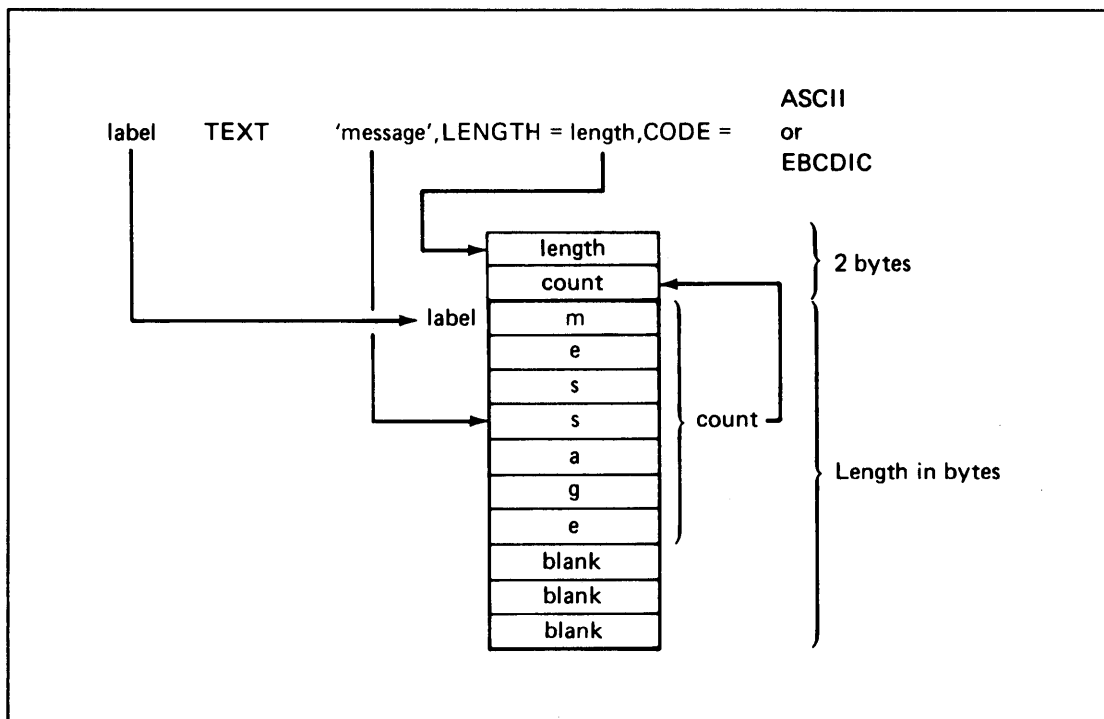 ASCII
label TEXT 'message',LENGTH = length,CODE = or
EBCDIC
length
2 bytes
count
label m
e
s
s count
a
Length in bytes
g
e
blank
blank
blank